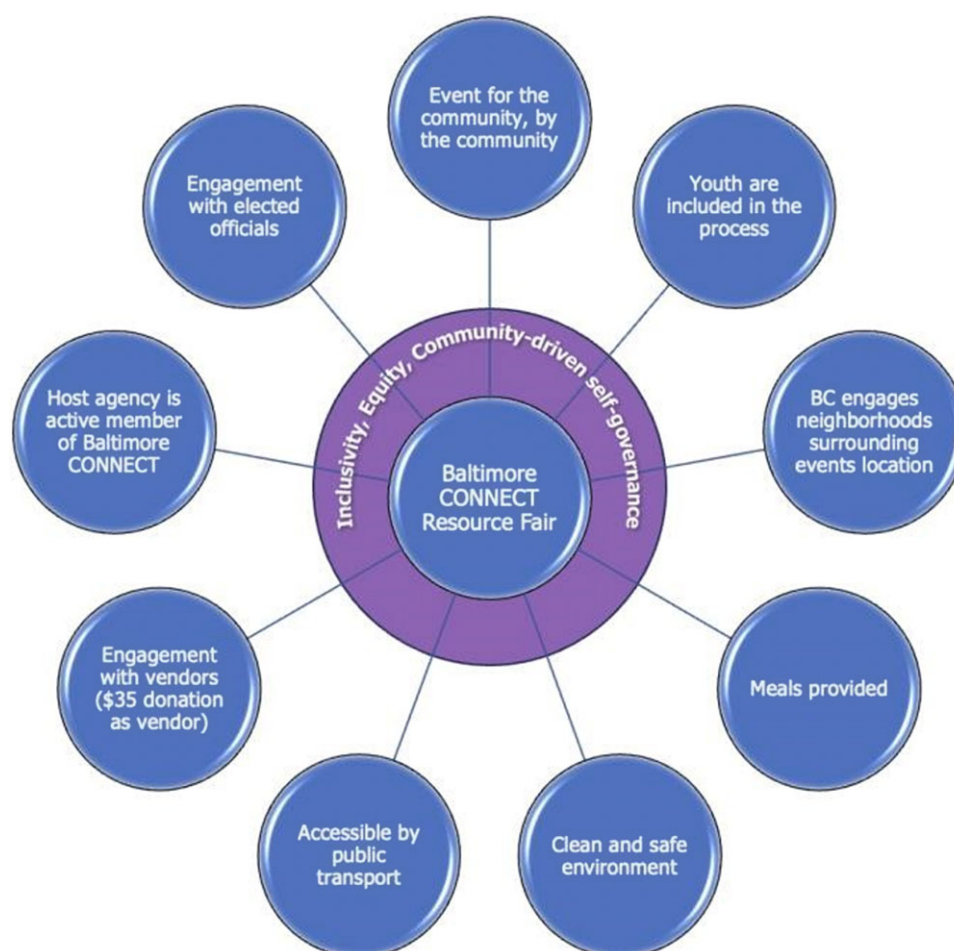 Event for the
community, by
the community
Engagement
with elected
officials
Youth are
included in the
process
Inclusivity, Equity, Community-driven self-governance
Host agency is
active member
of Baltimore
CONNECT
BC engages
neighborhoods
surrounding
events location
Baltimore
CONNECT
Resource Fair
Engagement
with vendors
($35 donation
as vendor)
Meals provided
Accessible by
public
transport
Clean and safe
environment